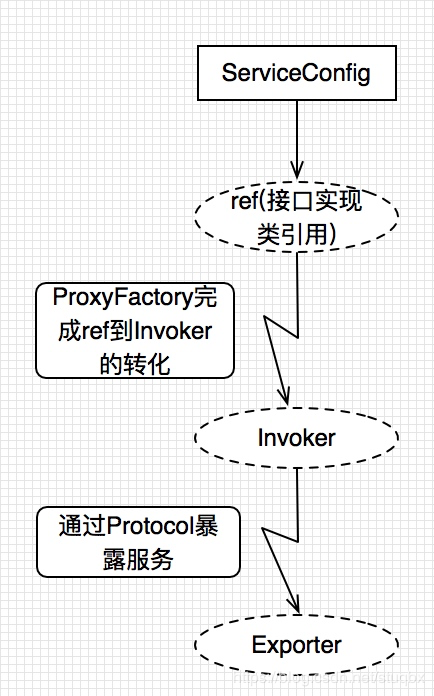 ServiceConfig
ref(接口实现
类引用)
ProxyFactory完
成ref到Invoker
的转化
Invoker
通过Protocol暴
露服务
Exporter